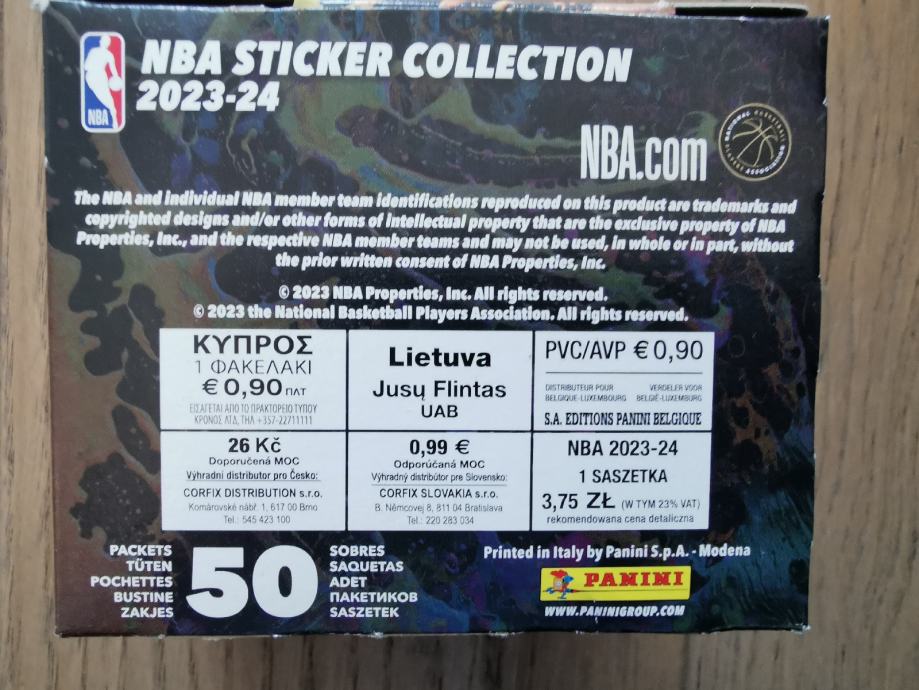 NBA STICKER COLLECTION
2023-24
NBA
NBA.com
The NBA and individual NBA member team identifications reproduced on this product are trademarks and
copyrighted designs and/or other forms of intellectual property that are the exclusive property of NBA
Properties, Inc., and the respective NBA member teams and may not be used, in whole or in part, without
the prior written consent of NBA Properties, Inc.
© 2023 NBA Properties, Inc. All rights reserved.
© 2023 the National Basketball Players Association. All rights reserved.
ΚΥΠΡΟΣ
1 ΦΑΚΕΛΑΚΙ
€ 0,90 ΠΛΤ
ΕΙΣΑΓΕΤΑΙ ΑΠΟ ΤΟ ΠΡΑΚΤΟΡΕΙΟ ΤΥΠΟΥ
ΚΡΟΝΟΣ ΛΤΔ, ΤΗΛ +357-22711111
Lietuva
Jusų Flintas
UAB
PVC/AVP € 0,90
DISTRIBUTEUR POUR VERDELER VOOR
BELGIQUE-LUXEMBOURG BELGIË-LUXEMBURG
S.A. EDITIONS PANINI BELGIQUE
26 Kč
Doporučená MOC
Výhradní distributor pro Česko:
CORFIX DISTRIBUTION s.r.o.
Komárovské nábř. 1, 617 00 Brno
Tel.: 545 423 100
0,99 €
Odporúčaná MOC
Výhradný distribútor pre Slovensko:
CORFIX SLOVAKIA s.r.o.
B. Němcovej 8, 811 04 Bratislava
Tel.: 220 283 034
NBA 2023-24
1 SASZETKA
3,75 ZŁ (W TYM 23% VAT)
rekomendowana cena detaliczna
PACKETS
TÜTEN
POCHETTES
BUSTINE
ZAKJES
50
SOBRES
SAQUETAS
ADET
ПАКЕТИКОВ
SASZETEK
Printed in Italy by Panini S.p.A. - Modena
PANINI
WWW.PANINIGROUP.COM